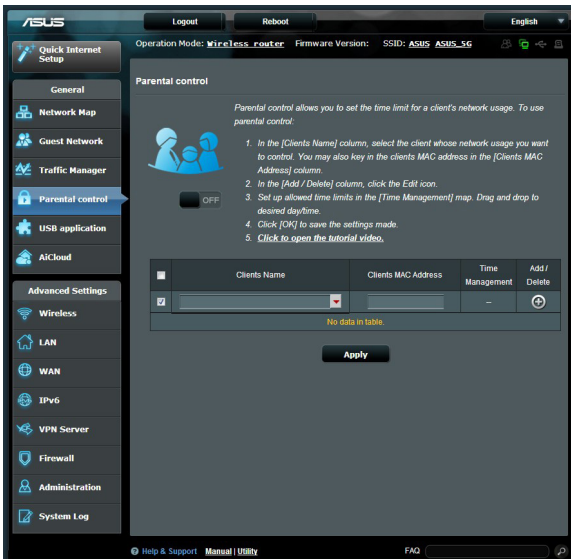 ASUS
Logout
Reboot
English
Quick Internet
Setup
Operation Mode: Wireless router Firmware Version: SSID: ASUS ASUS_5G
General
Network Map
Guest Network
Traffic Manager
Parental control
USB application
AiCloud
Advanced Settings
Wireless
LAN
WAN
IPv6
VPN Server
Firewall
Administration
System Log
Parental control
Parental control allows you to set the time limit for a client's network usage. To use
parental control:
1. In the [Clients Name] column, select the client whose network usage you want
to control. You may also key in the clients MAC address in the [Clients MAC
Address] column.
2. In the [Add / Delete] column, click the Edit icon.
3. Set up allowed time limits in the [Time Management] map. Drag and drop to
desired day/time.
4. Click [OK] to save the settings made.
5. Click to open the tutorial video.
OFF
Clients Name
Clients MAC Address
Time
Management
Add /
Delete
–
No data in table.
Apply
Help & Support Manual | Utility
FAQ